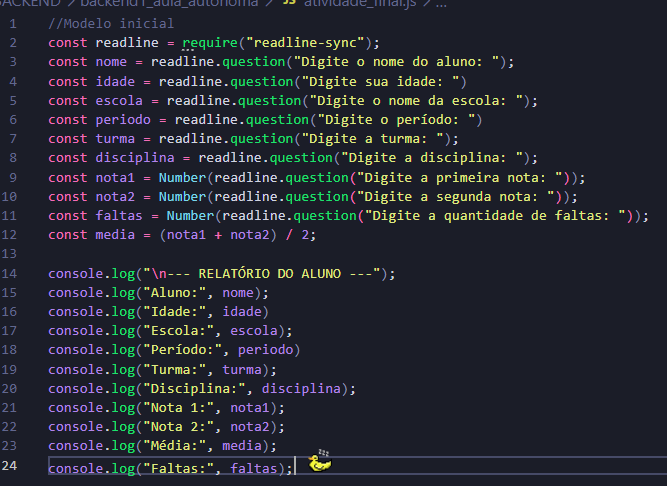 BACKEND > backend1_aula_autonoma > JS atividade_final.js > ...
1 //Modelo inicial
2 const readline = require("readline-sync");
3 const nome = readline.question("Digite o nome do aluno: ");
4 const idade = readline.question("Digite sua idade: ")
5 const escola = readline.question("Digite o nome da escola: ");
6 const periodo = readline.question("Digite o período: ")
7 const turma = readline.question("Digite a turma: ");
8 const disciplina = readline.question("Digite a disciplina: ");
9 const nota1 = Number(readline.question("Digite a primeira nota: "));
10 const nota2 = Number(readline.question("Digite a segunda nota: "));
11 const faltas = Number(readline.question("Digite a quantidade de faltas: "));
12 const media = (nota1 + nota2) / 2;
13
14 console.log("\n--- RELATÓRIO DO ALUNO ---");
15 console.log("Aluno:", nome);
16 console.log("Idade:", idade)
17 console.log("Escola:", escola);
18 console.log("Período:", periodo)
19 console.log("Turma:", turma);
20 console.log("Disciplina:", disciplina);
21 console.log("Nota 1:", nota1);
22 console.log("Nota 2:", nota2);
23 console.log("Média:", media);
24 console.log("Faltas:", faltas);